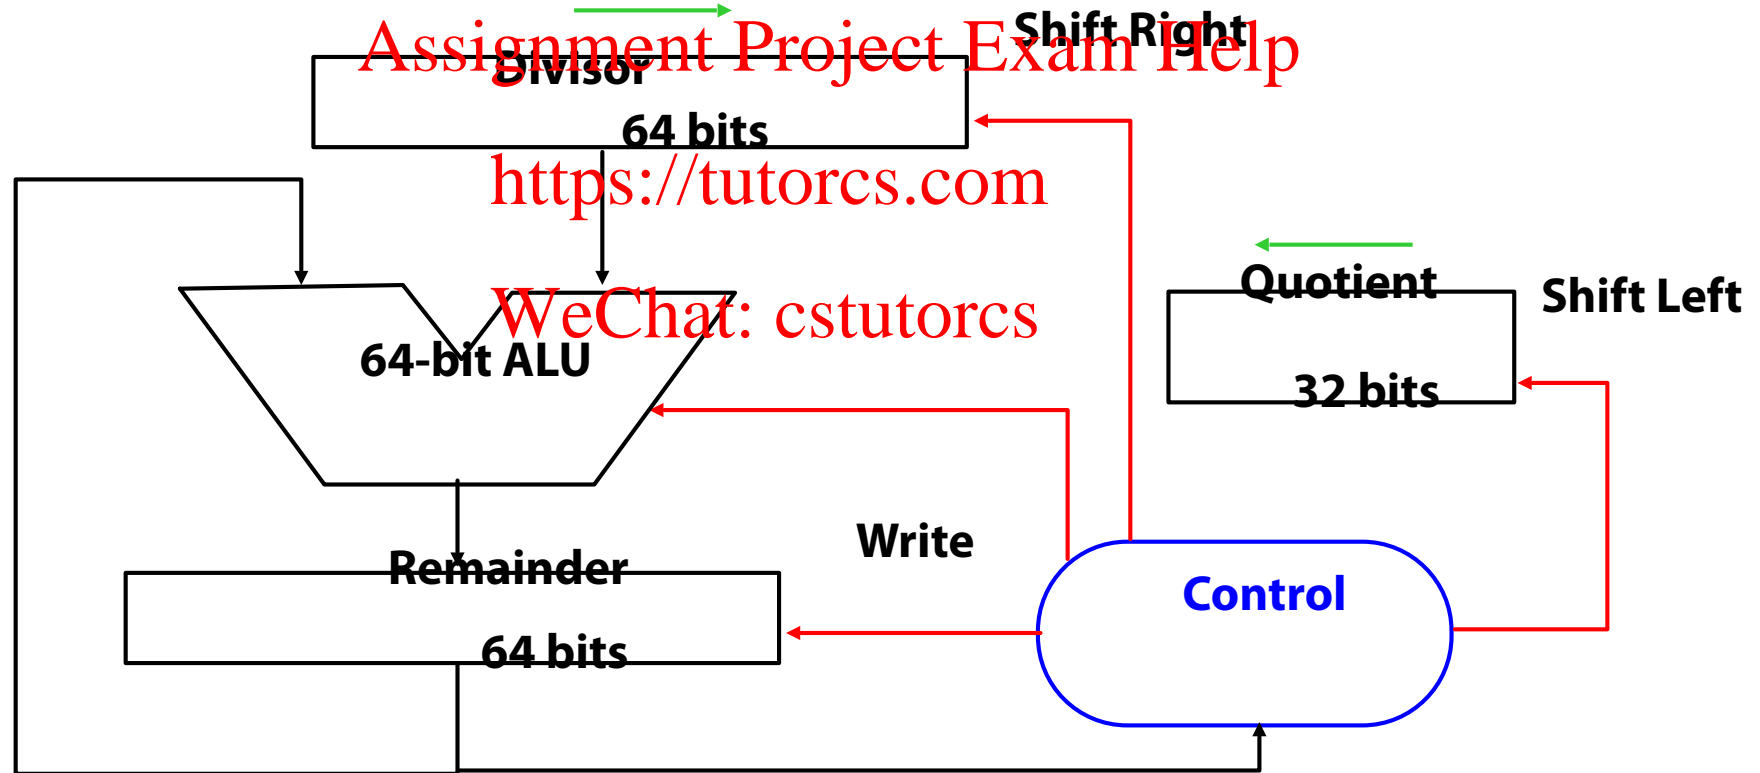 Shift Right
Assignment Project Exam Help
Divisor
64 bits
https://tutorcs.com
Quotient
Shift Left
WeChat: cstutorcs
64-bit ALU
32 bits
Write
Remainder
Control
64 bits